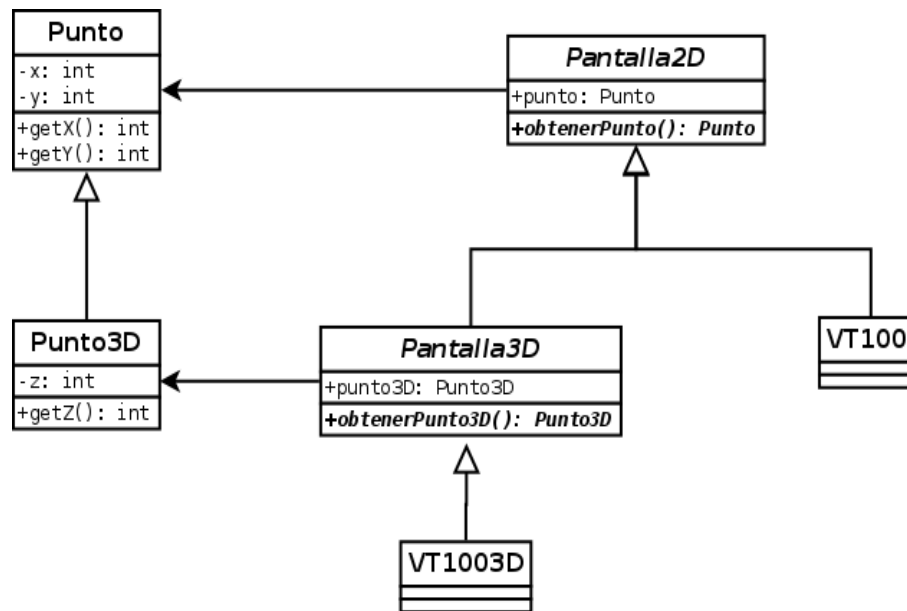 Punto
-x: int
-y: int
+getX(): int
+getY(): int
Pantalla2D
+punto: Punto
+obtenerPunto(): Punto
Punto3D
-z: int
+getZ(): int
Pantalla3D
+punto3D: Punto3D
+obtenerPunto3D(): Punto3D
VT100
VT1003D